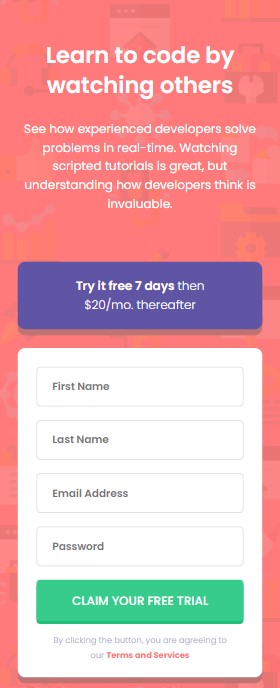 Learn to code by
watching others
See how experienced developers solve
problems in real-time. Watching
scripted tutorials is great, but
understanding how developers think is
invaluable.
Try it free 7 days then
$20/mo. thereafter
First Name
Last Name
Email Address
Password
CLAIM YOUR FREE TRIAL
By clicking the button, you are agreeing to
our Terms and Services